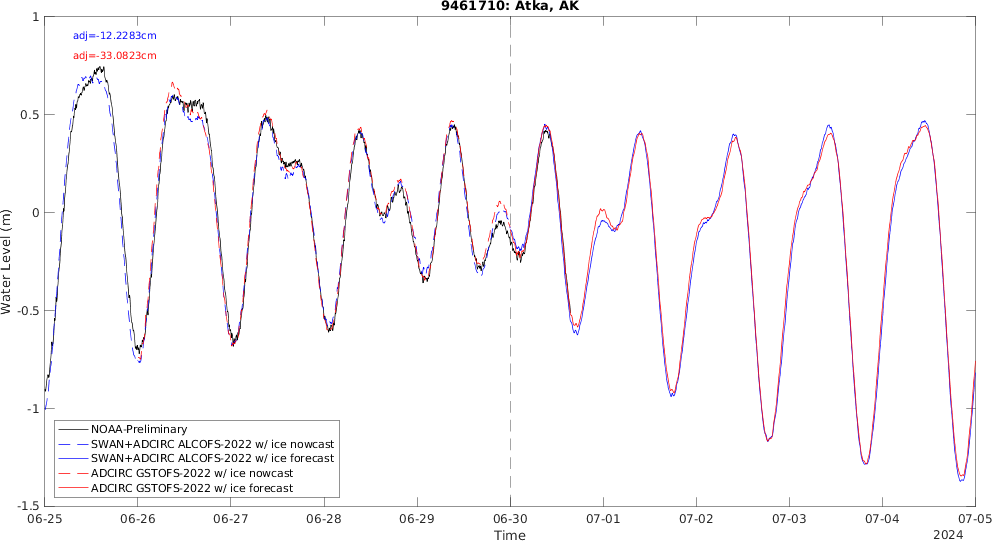 9461710: Atka, AK
adj=-12.2283cm
adj=-33.0823cm
1
0.5
0
-0.5
-1
-1.5
Water Level (m)
NOAA-Preliminary
SWAN+ADCIRC ALCOFS-2022 w/ ice nowcast
SWAN+ADCIRC ALCOFS-2022 w/ ice forecast
ADCIRC GSTOFS-2022 w/ ice nowcast
ADCIRC GSTOFS-2022 w/ ice forecast
06-25 06-26 06-27 06-28 06-29 06-30 07-01 07-02 07-03 07-04 07-05
Time
2024